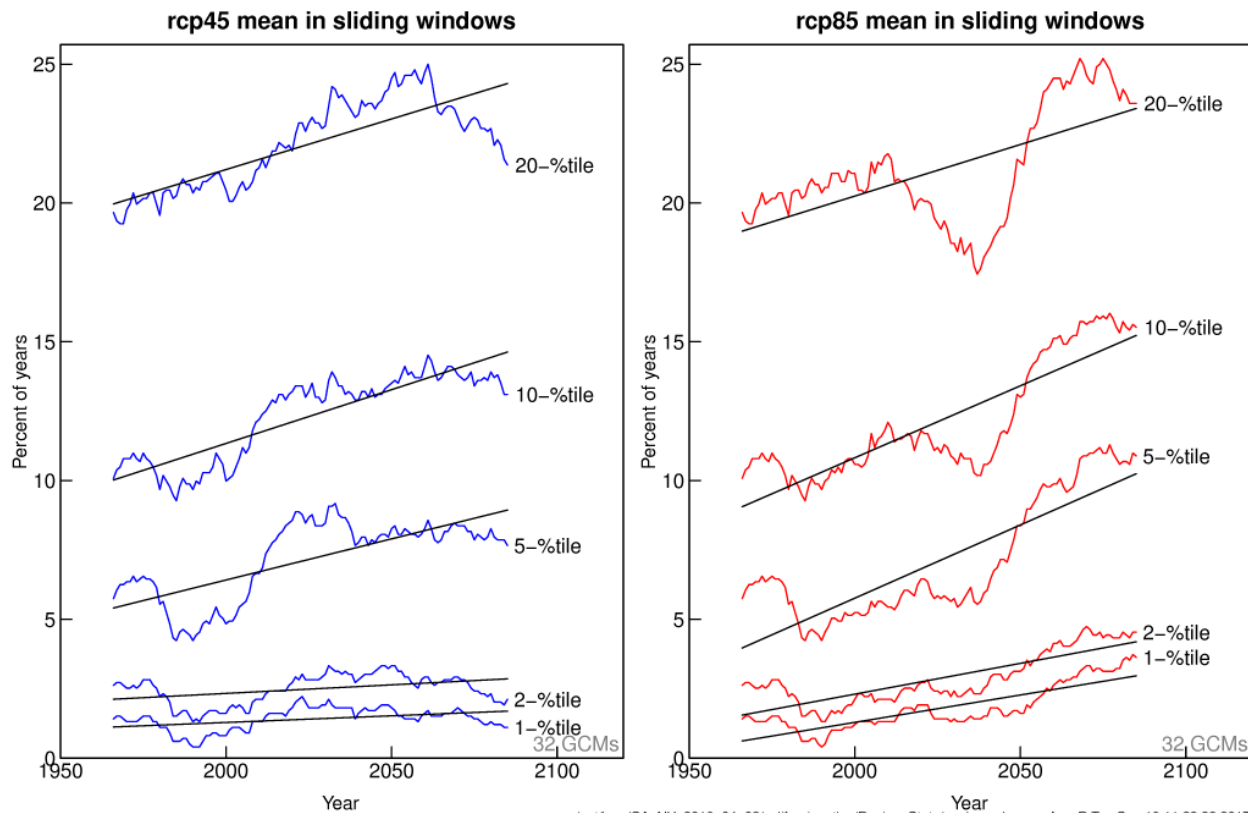 rcp45 mean in sliding windows
25
20
15
10
5
0
Percent of years
20-%tile
10-%tile
5-%tile
2-%tile
1-%tile
32 GCMs
1950
2000
2050
2100
Year
rcp85 mean in sliding windows
25
20
15
10
5
0
Percent of years
20-%tile
10-%tile
5-%tile
2-%tile
1-%tile
32 GCMs
1950
2000
2050
2100
Year